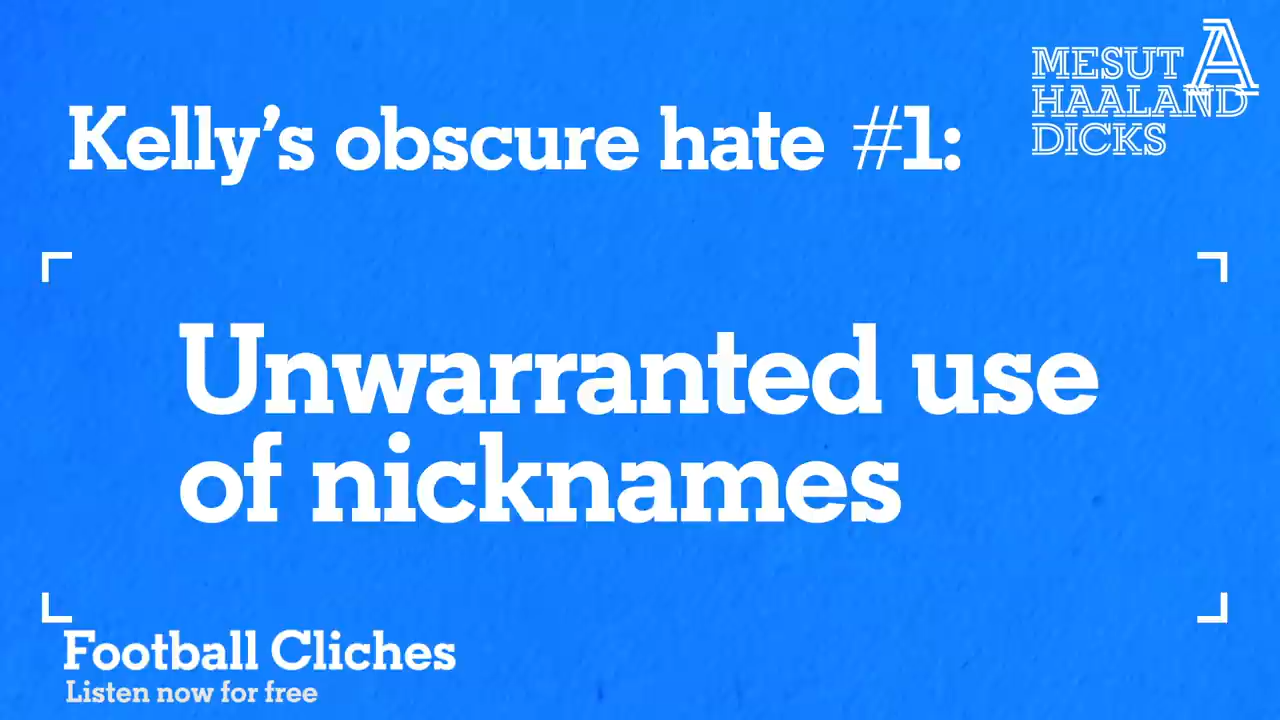 Kelly's obscure hate #1:
MESUT
HAALAND
DICKS
A
Unwarranted use
of nicknames
Football Cliches
Listen now for free